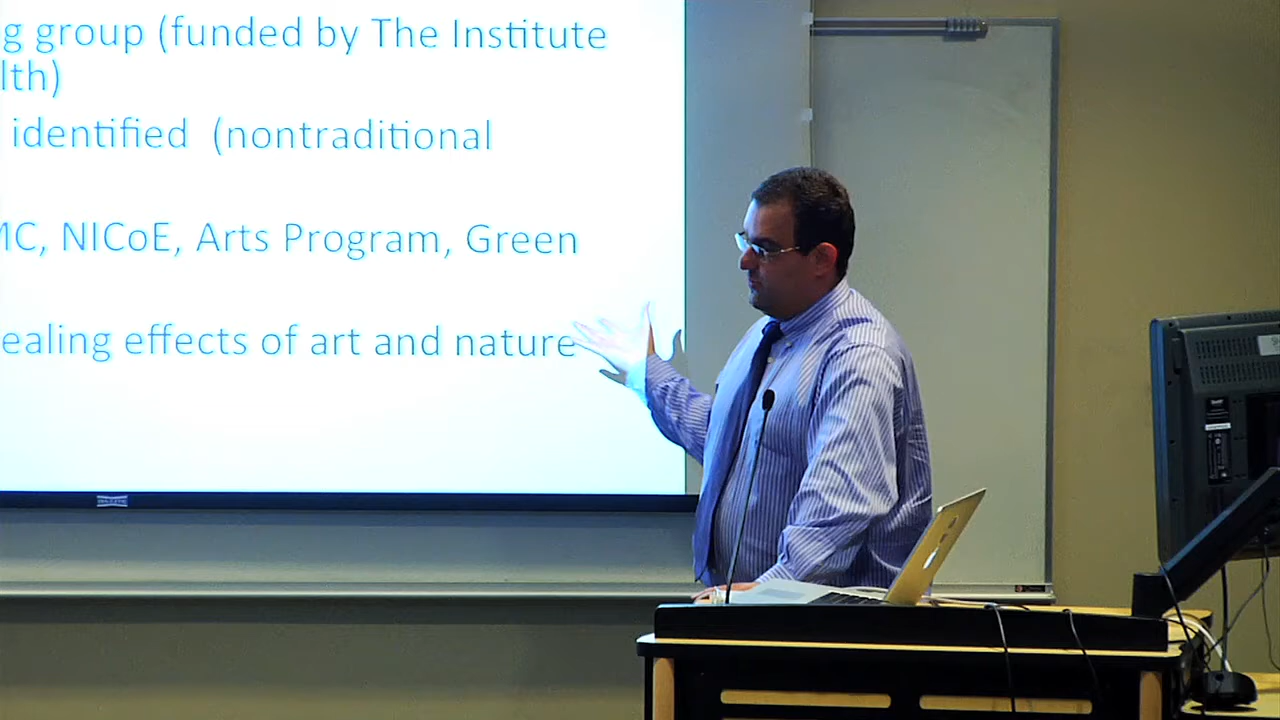 g group (funded by The Institute
lth)
identified (nontraditional
MC, NICoE, Arts Program, Green
ealing effects of art and nature